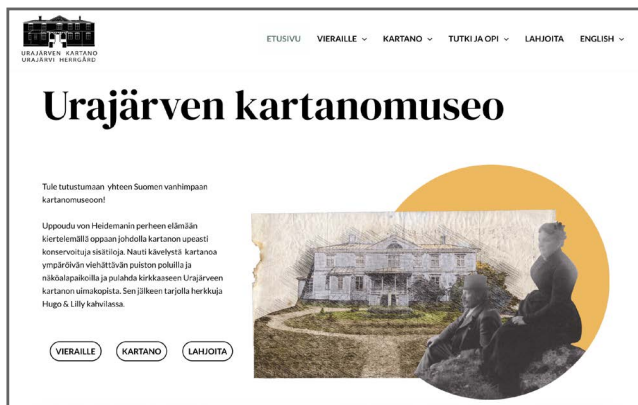 URAJÄRVEN KARTANO
URAJÄRVI HERRGÅRD
ETUSIVU VIERAILLE KARTANO TUTKI JA OPI LAHJOITA ENGLISH
Urajärven kartanomuseo
Tule tutustumaan yhteen Suomen vanhimpaan
kartanomuseoon!
Uppoudu von Heidemanin perheen elämään
kiertelemällä oppaan johdolla kartanon upeasti
konservoituja sisätiloja. Nauti kävelystä kartanoa
ympäröivän viehättävän puiston poluilla ja
näköalapaikoilla ja pulahda kirkkaaseen Urajärveen
kartanon uimakopista. Sen jälkeen tarjolla herkkuja
Hugo & Lilly kahvilassa.
VIERAILLE KARTANO LAHJOITA